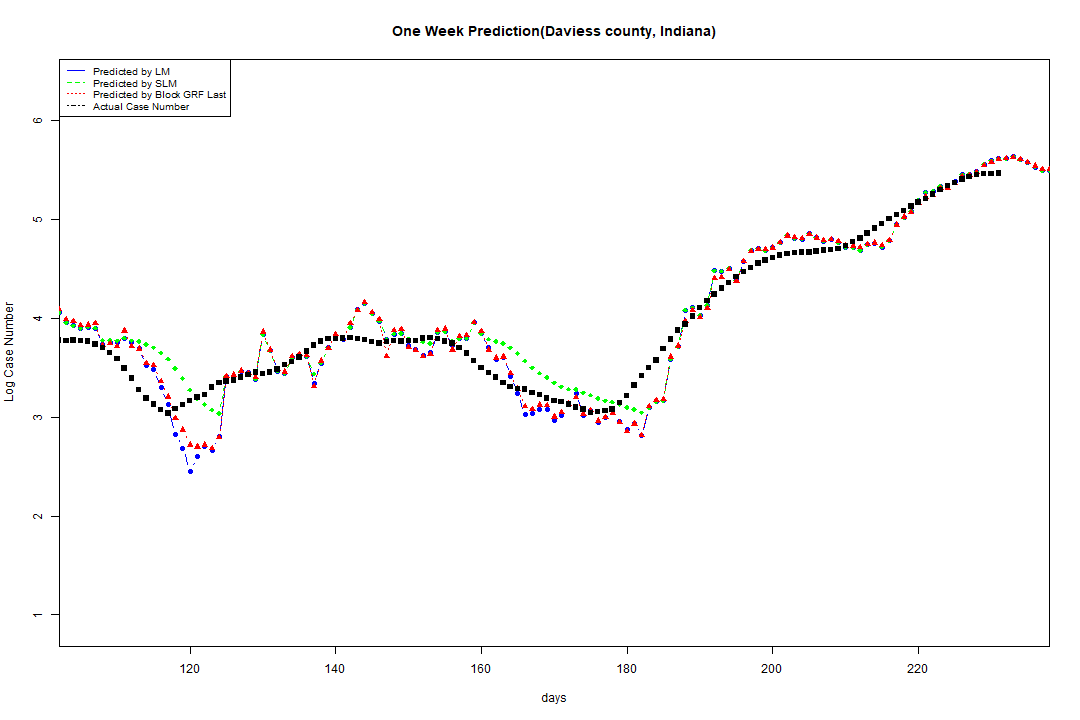 One Week Prediction(Daviess county, Indiana)
Predicted by LM
Predicted by SLM
Predicted by Block GRF Last
Actual Case Number
Log Case Number
6
5
4
3
2
1
120 140 160 180 200 220
days